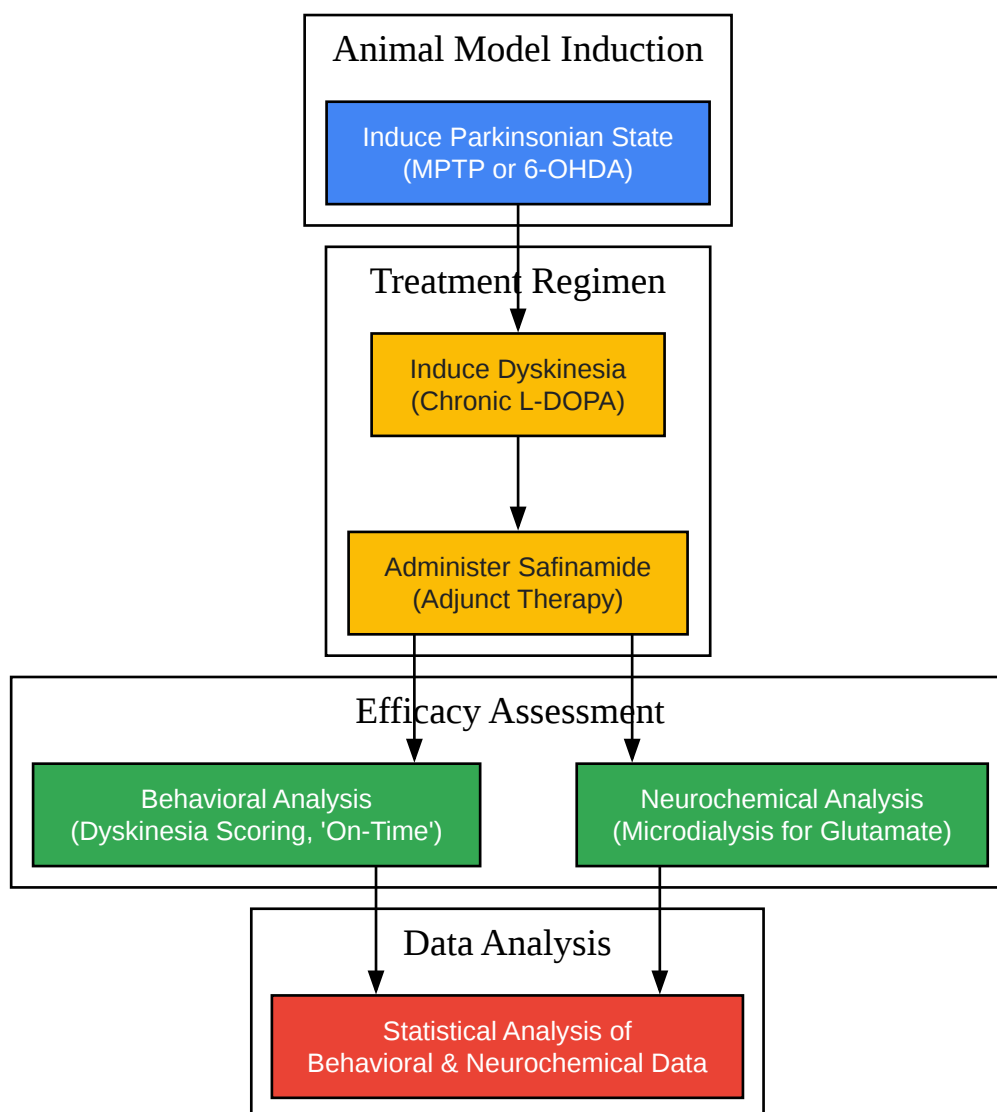 Animal Model Induction
Induce Parkinsonian State
(MPTP or 6-OHDA)
Treatment Regimen
Induce Dyskinesia
(Chronic L-DOPA)
Administer Safinamide
(Adjunct Therapy)
Efficacy Assessment
Behavioral Analysis
(Dyskinesia Scoring, 'On-Time')
Neurochemical Analysis
(Microdialysis for Glutamate)
Data Analysis
Statistical Analysis of
Behavioral & Neurochemical Data